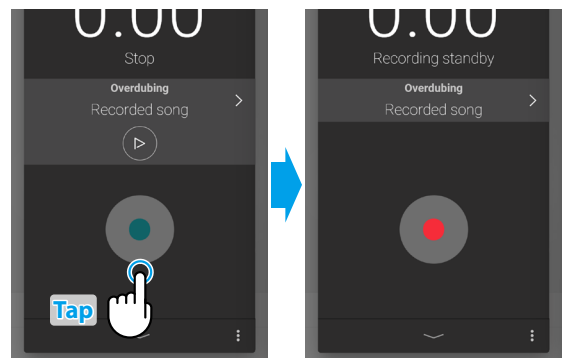 0.00
Stop
Overdubing
Recorded song
Tap
0.00
Recording standby
Overdubing
Recorded song